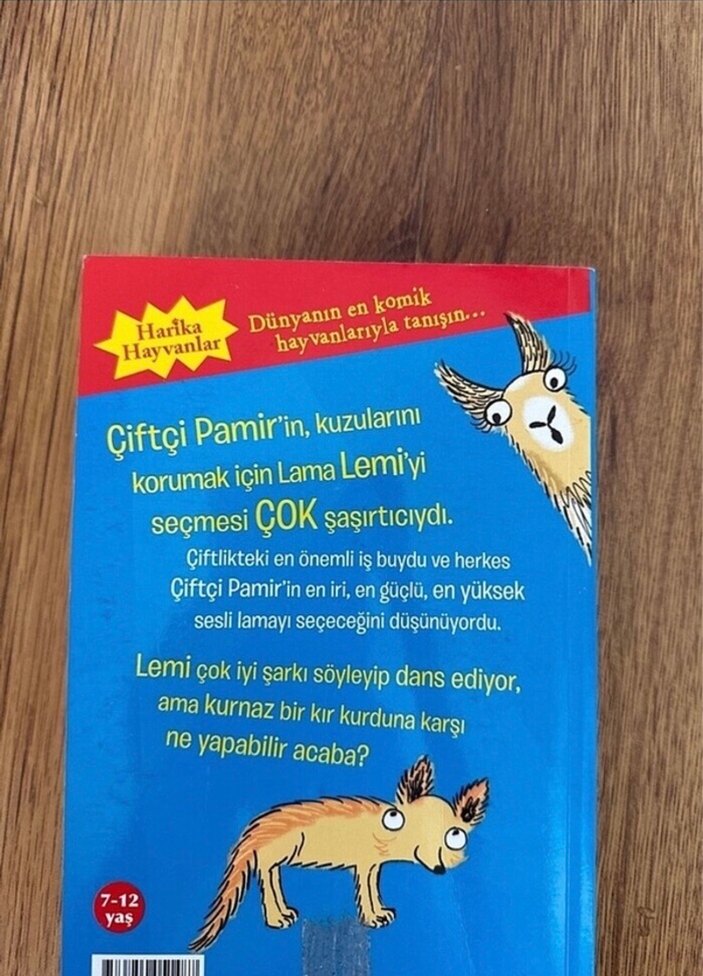 Harika
Hayvanlar
Dünyanın en komik
hayvanlarıyla tanışın...
Çiftçi Pamir'in, kuzularını
korumak için Lama Lemi'yi
seçmesi ÇOK şaşırtıcıydı.
Çiftlikteki en önemli iş buydu ve herkes
Çiftçi Pamir'in en iri, en güçlü, en yüksek
sesli lamayı seçeceğini düşünüyordu.
Lemi çok iyi şarkı söyleyip dans ediyor,
ama kurnaz bir kır kurduna karşı
ne yapabilir acaba?
7-12
yaş